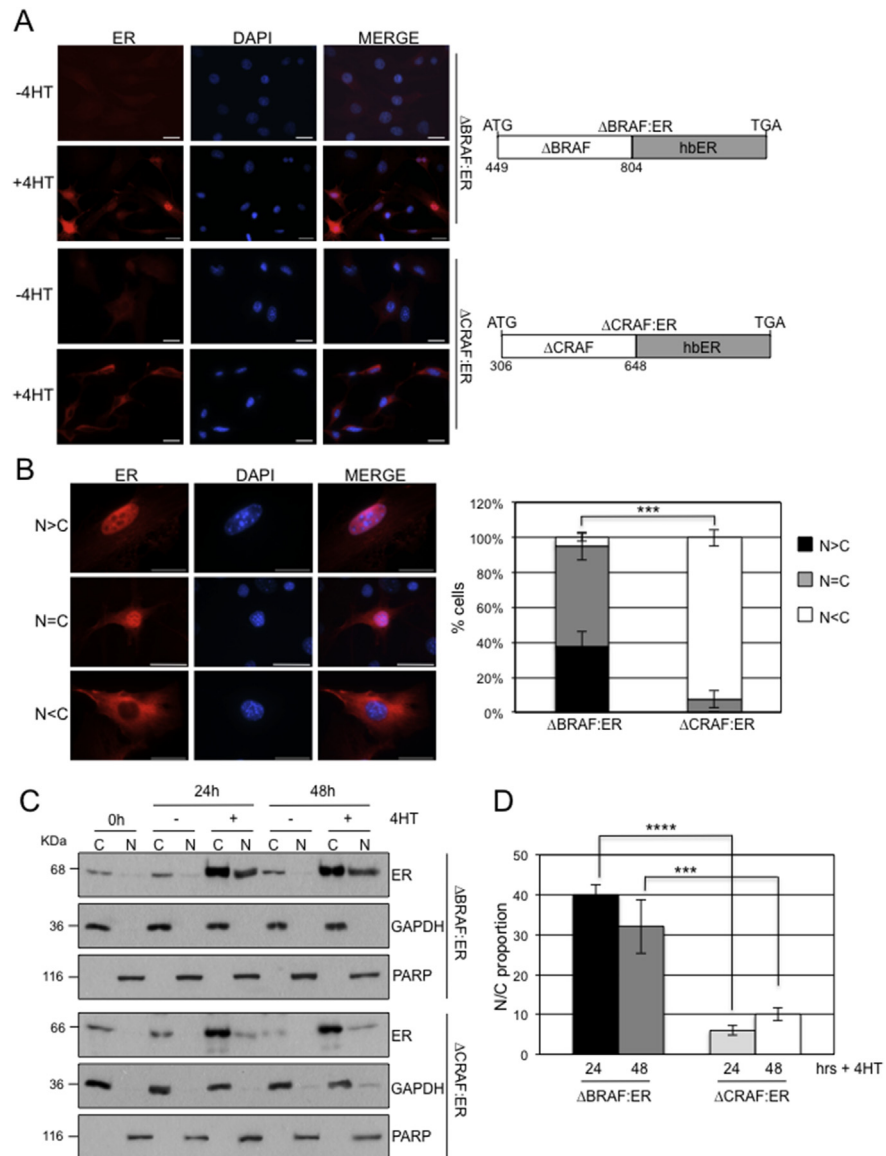 A
ER DAPI MERGE
-4HT
+4HT
ΔBRAF:ER
-4HT
+4HT
ΔCRAF:ER
ATG ΔBRAF:ER TGA
ΔBRAF hbER
449 804
ATG ΔCRAF:ER TGA
ΔCRAF hbER
306 648
B
ER DAPI MERGE
N>C
N=C
N<C
120%
100%
80%
60%
40%
20%
0%
% cells
***
ΔBRAF:ER ΔCRAF:ER
N>C
N=C
N<C
C
24h 48h
0h - + - + 4HT
KDa C N C N C N C N C N
68 ER
36 GAPDH
116 PARP
ΔBRAF:ER
66 ER
36 GAPDH
116 PARP
ΔCRAF:ER
D
****
***
50
40
30
20
10
0
N/C proportion
24 48 24 48 hrs + 4HT
ΔBRAF:ER ΔCRAF:ER